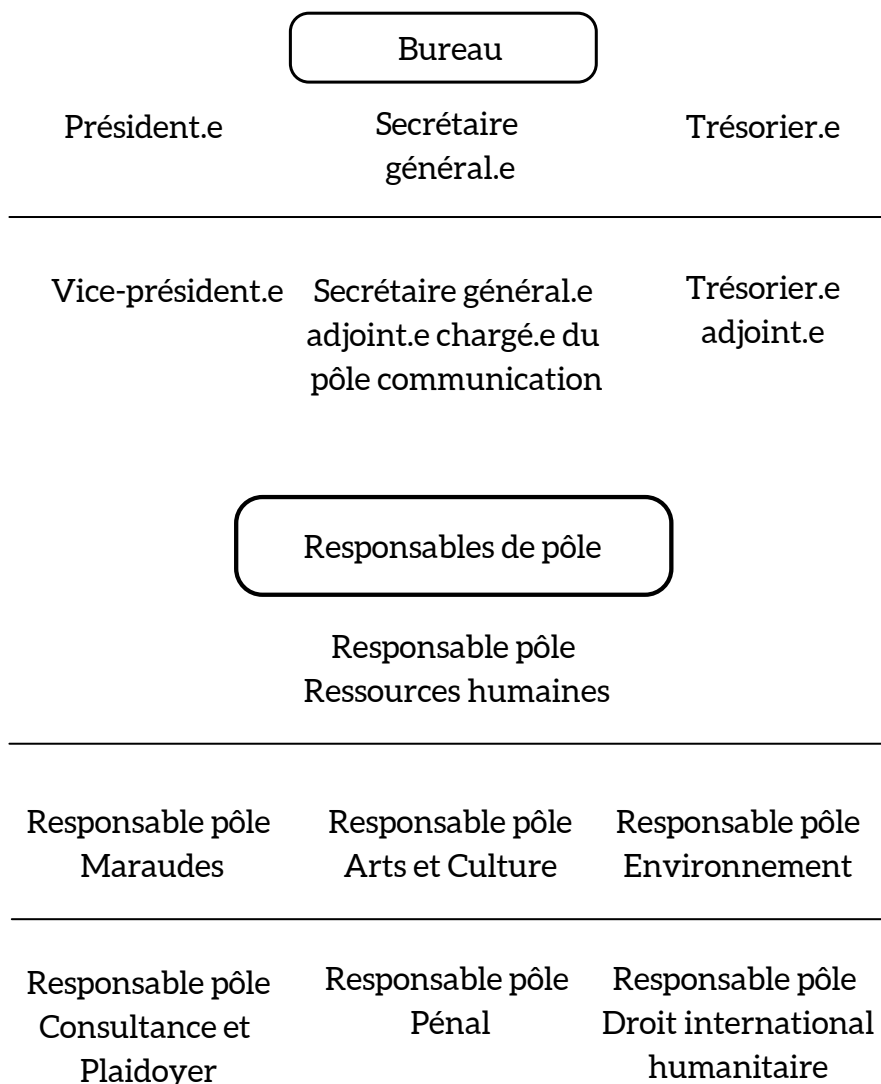 Bureau
Président.e
Secrétaire
général.e
Trésorier.e
Vice-président.e
Secrétaire général.e
adjoint.e chargé.e du
pôle communication
Trésorier.e
adjoint.e
Responsables de pôle
Responsable pôle
Ressources humaines
Responsable pôle
Maraudes
Responsable pôle
Arts et Culture
Responsable pôle
Environnement
Responsable pôle
Consultance et
Plaidoyer
Responsable pôle
Pénal
Responsable pôle
Droit international
humanitaire